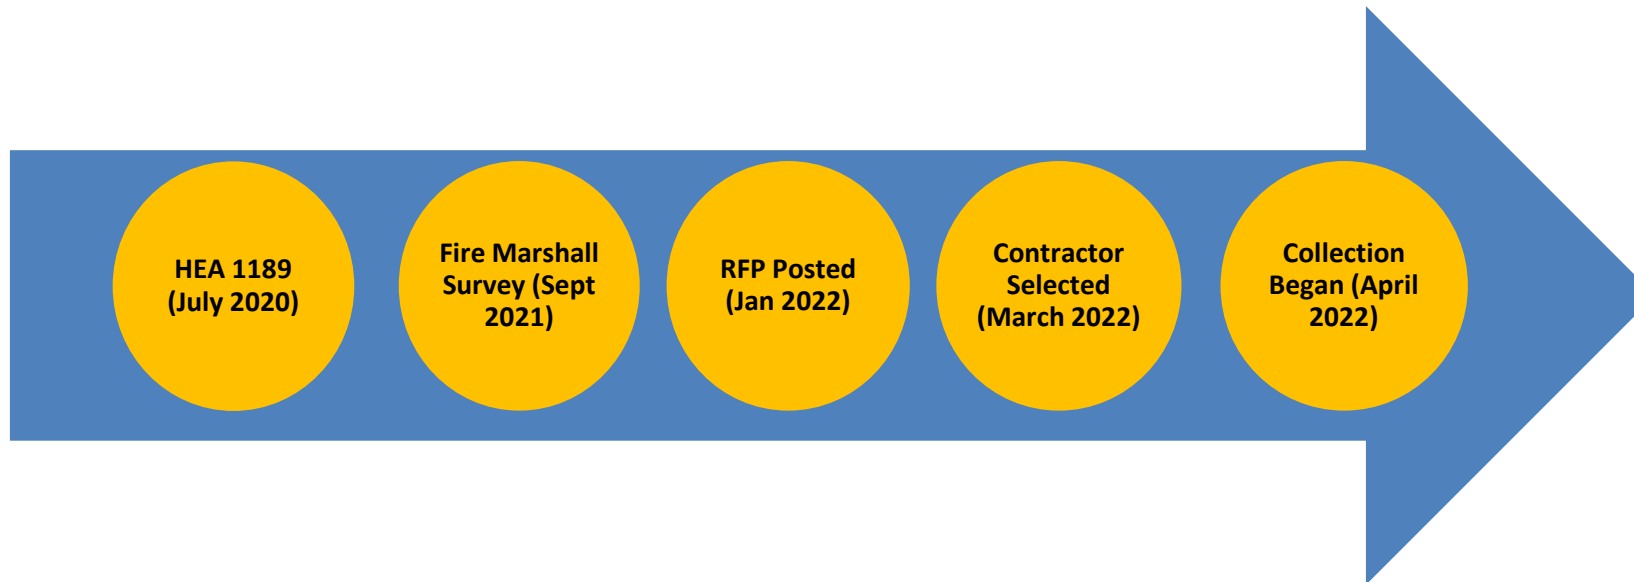 HEA 1189
(July 2020)
Fire Marshall
Survey (Sept
2021)
RFP Posted
(Jan 2022)
Contractor
Selected
(March 2022)
Collection
Began (April
2022)